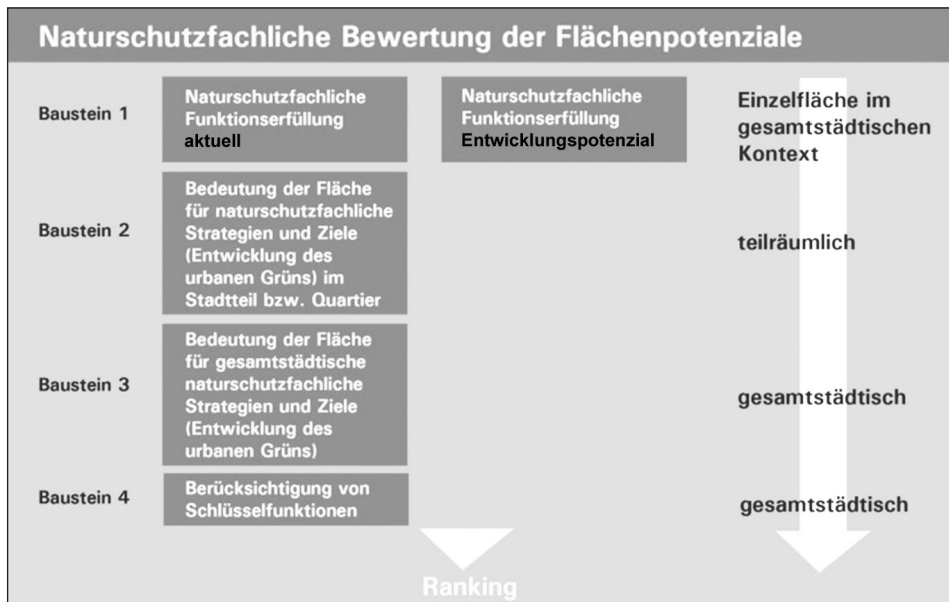 Naturschutzfachliche Bewertung der Flächenpotenziale
Baustein 1
Naturschutzfachliche
Funktionserfüllung
aktuell
Naturschutzfachliche
Funktionserfüllung
Entwicklungspotenzial
Einzelfläche im
gesamtstädtischen
Kontext
Baustein 2
Bedeutung der Fläche
für naturschutzfachliche
Strategien und Ziele
(Entwicklung des
urbanen Grüns) im
Stadtteil bzw. Quartier
teilräumlich
Baustein 3
Bedeutung der Fläche
für gesamtstädtische
naturschutzfachliche
Strategien und Ziele
(Entwicklung des
urbanen Grüns)
gesamtstädtisch
Baustein 4
Berücksichtigung von
Schlüsselfunktionen
gesamtstädtisch
Ranking